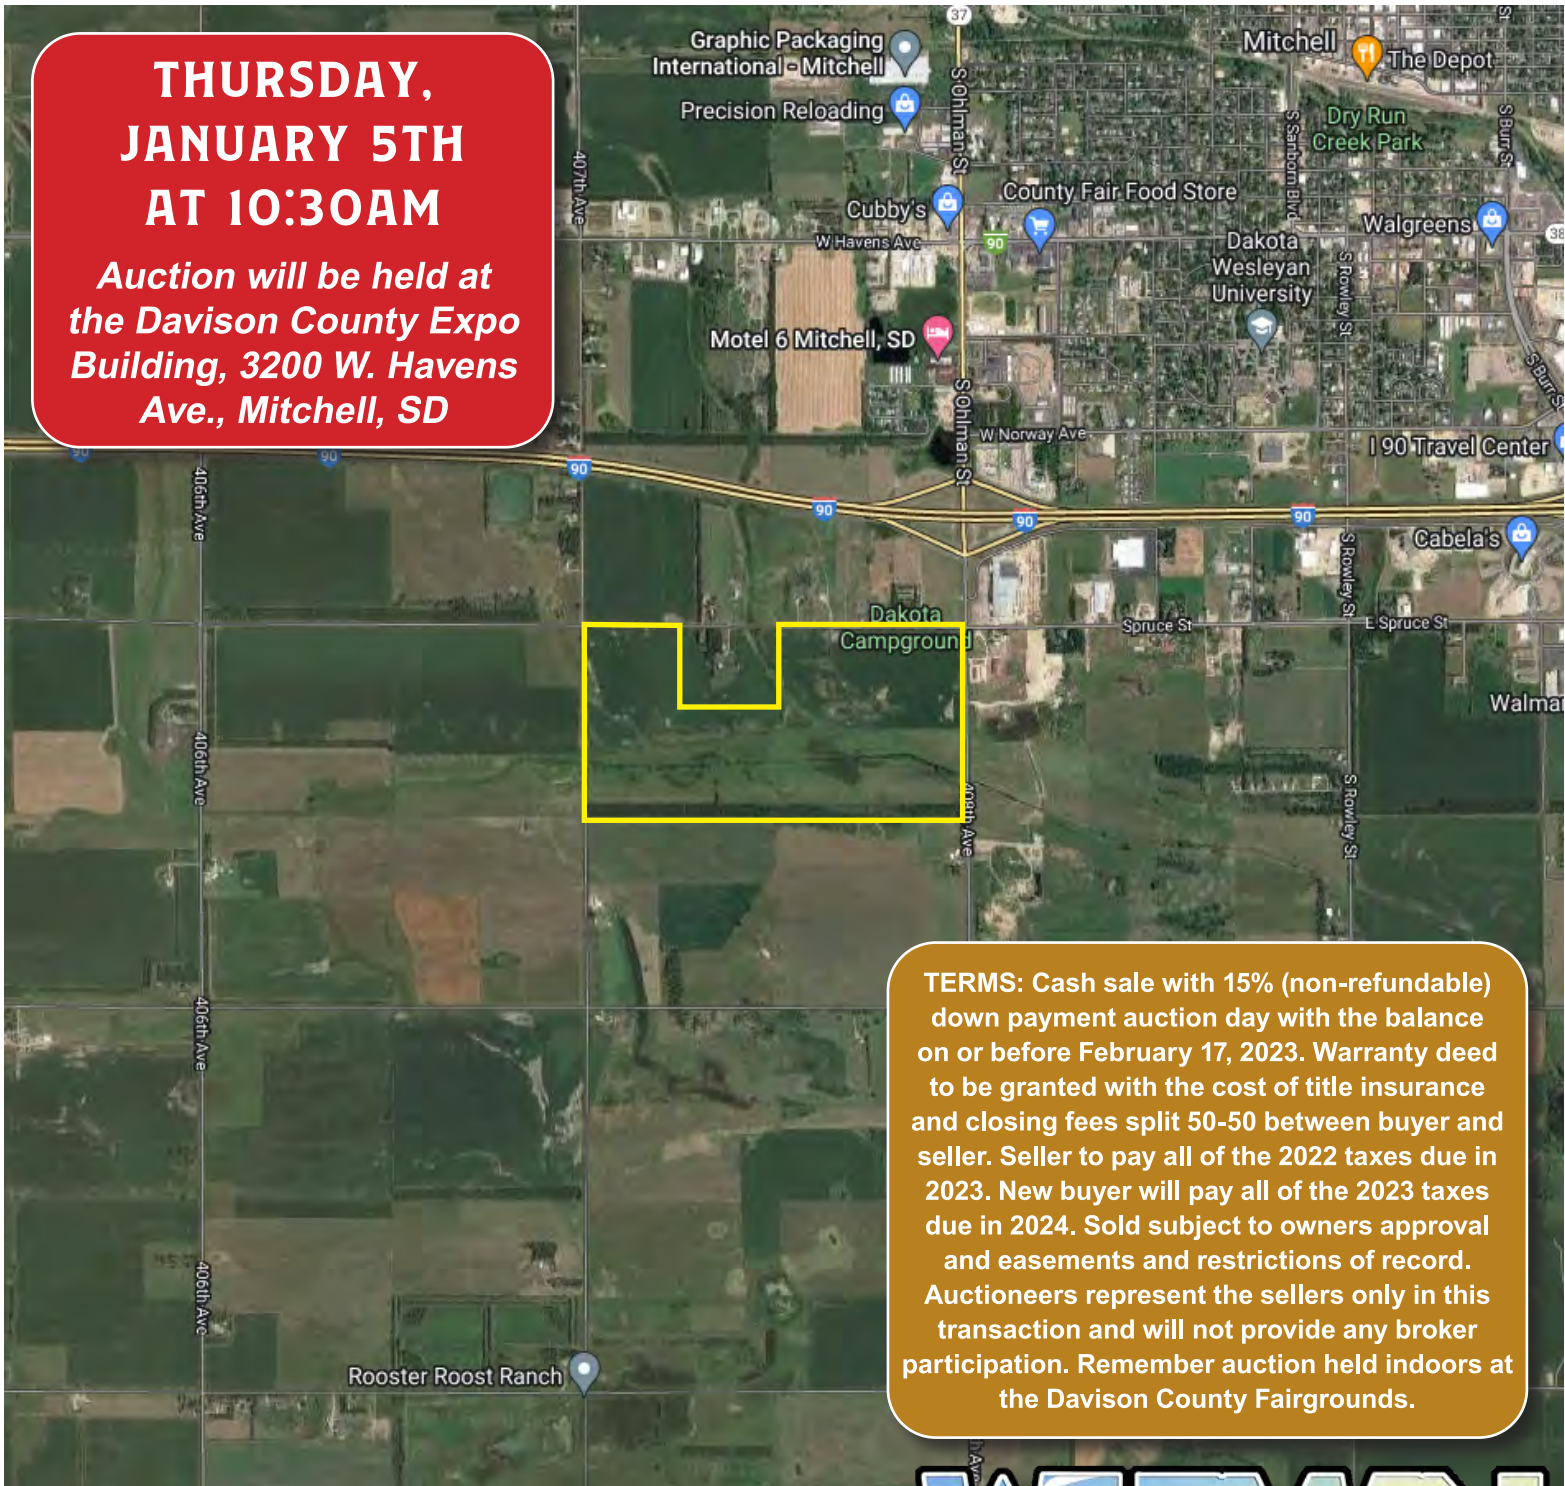 THURSDAY,
JANUARY 5TH
AT 10:30AM
Auction will be held at
the Davison County Expo
Building, 3200 W. Havens
Ave., Mitchell, SD
37
Graphic Packaging
International - Mitchell
Precision Reloading
Mitchell
The Depot
Dry Run
Creek Park
S Ohlman St
S Sanborn Blvd
S Burr St
St
407th Ave
Cubby's
County Fair Food Store
W Havens Ave
90
Walgreens
38
Dakota
Wesleyan
University
S Rowley St
Motel 6 Mitchell, SD
S Burr St
S Ohlman St
W Norway Ave
I 90 Travel Center
90
90
90
90
90
90
406th Ave
Cabela's
S Rowley St
Dakota
Campground
Spruce St
E Spruce St
Walmar
406th Ave
408th Ave
S Rowley St
406th Ave
406th Ave
Rooster Roost Ranch
TERMS: Cash sale with 15% (non-refundable)
down payment auction day with the balance
on or before February 17, 2023. Warranty deed
to be granted with the cost of title insurance
and closing fees split 50-50 between buyer and
seller. Seller to pay all of the 2022 taxes due in
2023. New buyer will pay all of the 2023 taxes
due in 2024. Sold subject to owners approval
and easements and restrictions of record.
Auctioneers represent the sellers only in this
transaction and will not provide any broker
participation. Remember auction held indoors at
the Davison County Fairgrounds.
h Ave